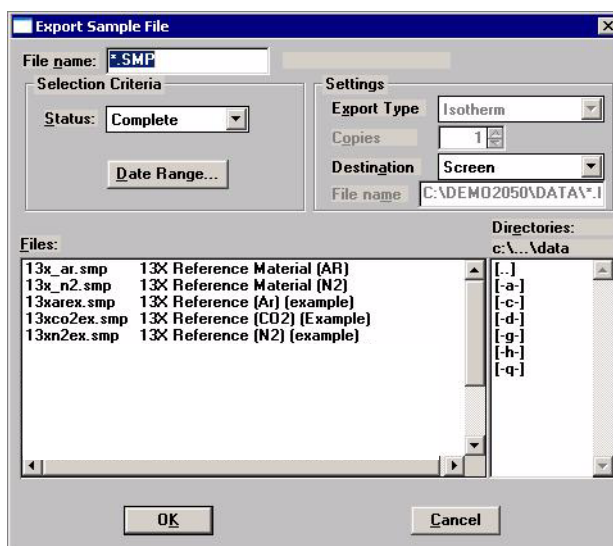 Export Sample File
File name: *.SMP
Selection Criteria
Status: Complete
Date Range...
Settings
Export Type Isotherm
Copies 1
Destination Screen
File name C:\DEMO2050\DATA\*.I
Files:
13x_ar.smp 13X Reference Material (AR)
13x_n2.smp 13X Reference Material (N2)
13xarex.smp 13X Reference (Ar) (example)
13xco2ex.smp 13X Reference (CO2) (Example)
13xn2ex.smp 13X Reference (N2) (example)
Directories:
c:\...\data
[..]
[-a-]
[-c-]
[-d-]
[-g-]
[-h-]
[-q-]
OK
Cancel